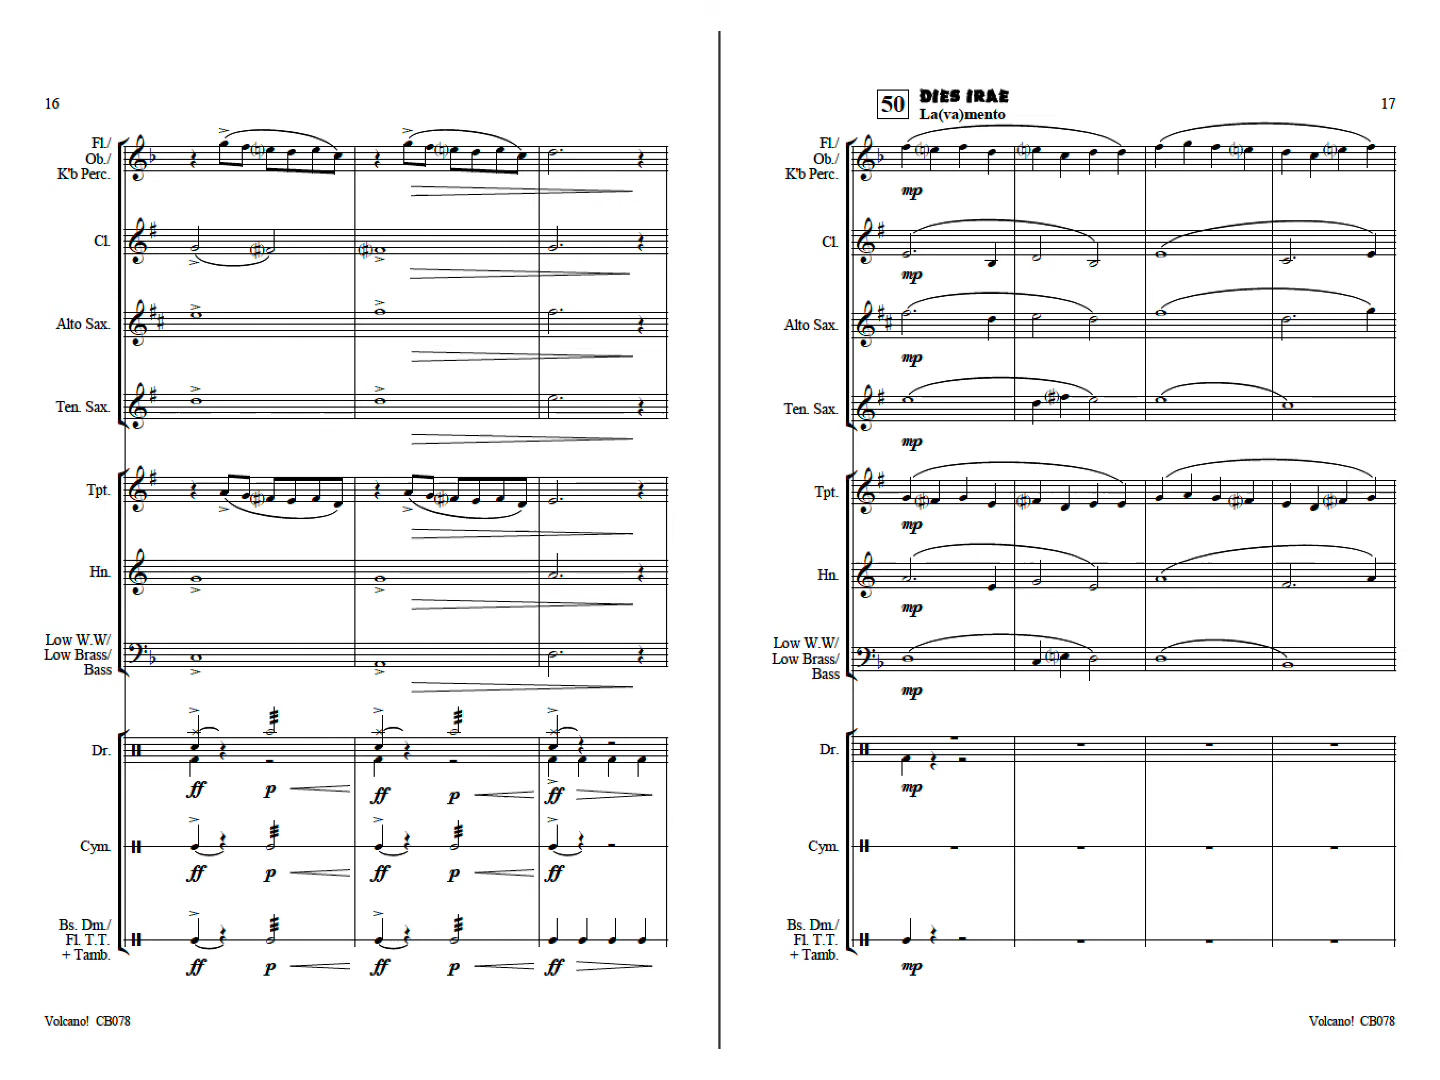 16
Fl./
Ob./
K'b Perc.
Cl.
Alto Sax.
Ten. Sax.
Tpt.
Hn.
Low W.W/
Low Brass/
Bass
Dr.
ff p ff p ff
Cym.
ff p ff p ff
Bs. Dm./
Fl. T.T.
+ Tamb.
ff p ff p ff
Volcano! CB078
50 DIES IRAE
La(va)mento
17
Fl./
Ob./
K'b Perc.
mp
Cl.
mp
Alto Sax.
mp
Ten. Sax.
mp
Tpt.
mp
Hn.
mp
Low W.W/
Low Brass/
Bass
mp
Dr.
mp
Cym.
Bs. Dm./
Fl. T.T.
+ Tamb.
mp
Volcano! CB078